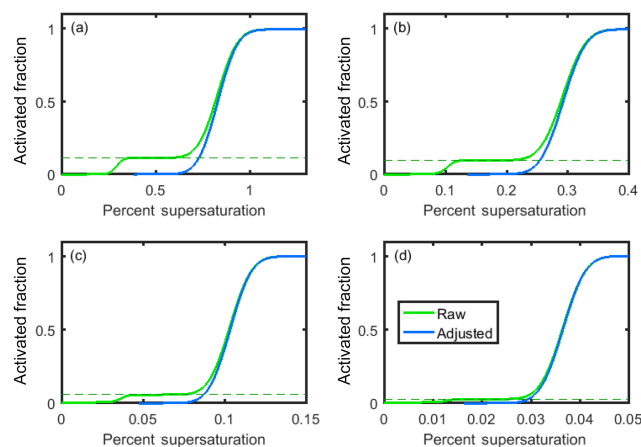 (a)
Activated fraction
1
0.5
0
0
0.5
1
Percent supersaturation
(b)
Activated fraction
1
0.5
0
0
0.1
0.2
0.3
0.4
Percent supersaturation
(c)
Activated fraction
1
0.5
0
0
0.05
0.1
0.15
Percent supersaturation
(d)
Activated fraction
1
0.5
0
0
0.01
0.02
0.03
0.04
0.05
Percent supersaturation
Raw
Adjusted